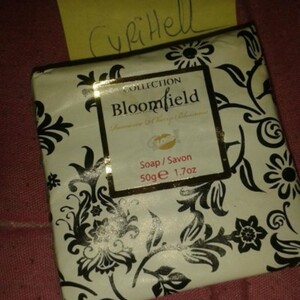 CyRiHell
COLLECTION
Bloomfield
Soap / Savon
50g℮ 1.7oz